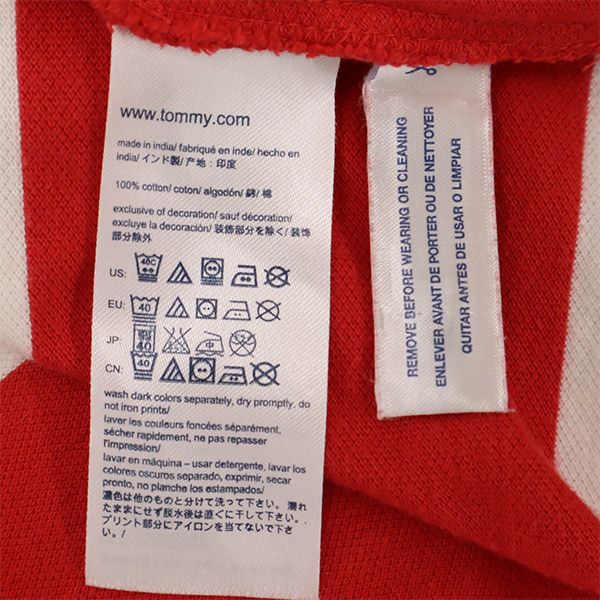 www.tommy.com
made in india/ fabriqué en inde/ hecho en
india/ インド製/ 产地：印度
100% cotton/ coton/ algodón/ 綿/ 棉
exclusive of decoration/ sauf décoration/
excluye la decoración/ 装飾部分を除く/ 装饰
部分除外
US: 40C
EU: 40
JP: 40
CN: 40
wash dark colors separately, dry promptly, do
not iron prints/
laver les couleurs foncées séparément,
sécher rapidement, ne pas repasser
l'impression/
lavar en máquina – usar detergente, lavar los
colores oscuros separado, exprimir, secar
pronto, no planche los estampados/
濃色は他のものと分けて洗って下さい。濡れ
たままにせず脱水後は直ぐに干して下さい。
プリント部分にアイロンを当てないで下さ
い。/
REMOVE BEFORE WEARING OR CLEANING
ENLEVER AVANT DE PORTER OU DE NETTOYER
QUITAR ANTES DE USAR O LIMPIAR